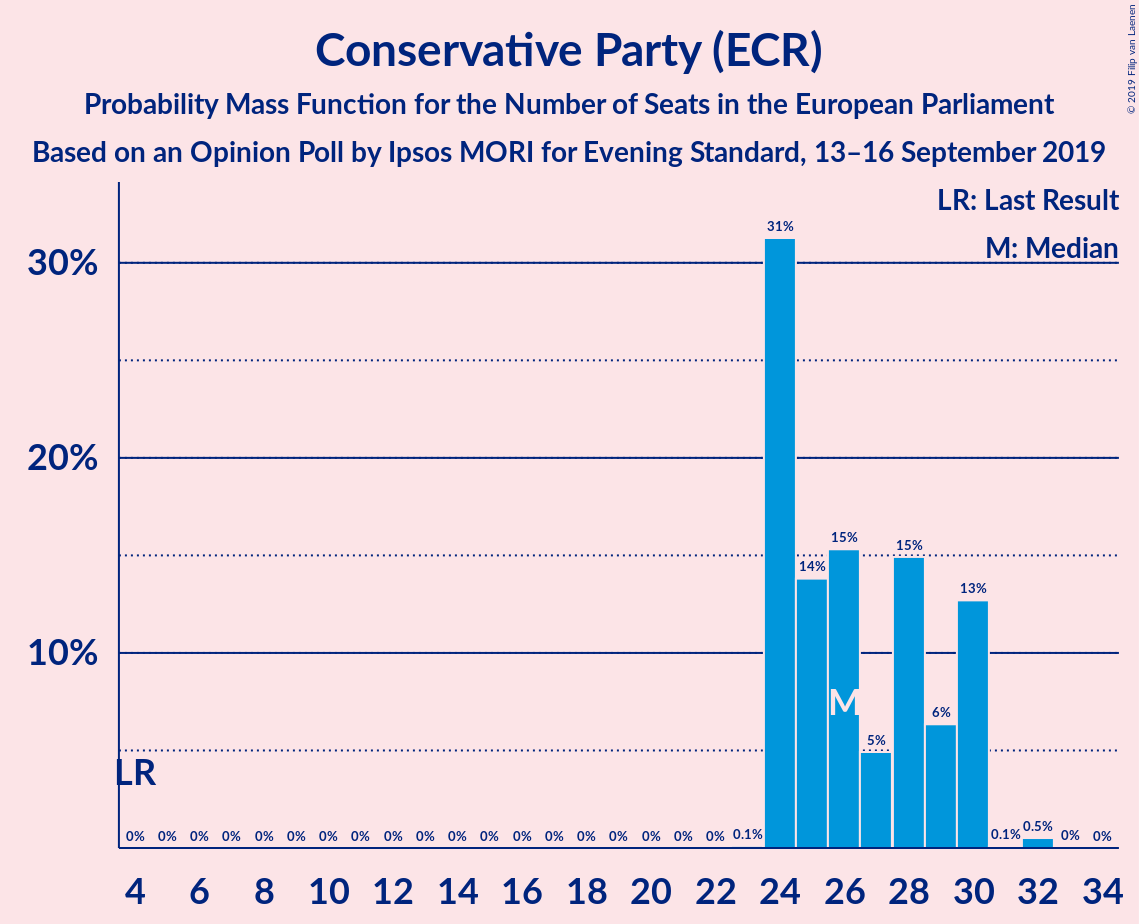 Conservative Party (ECR)
Probability Mass Function for the Number of Seats in the European Parliament
Based on an Opinion Poll by Ipsos MORI for Evening Standard, 13–16 September 2019
© 2019 Filip van Laenen
LR: Last Result
M: Median
30%
20%
10%
31%
14%
15%
5%
15%
6%
13%
M
LR
0% 0% 0% 0% 0% 0% 0% 0% 0% 0% 0% 0% 0% 0% 0% 0% 0% 0% 0% 0.1% 0.1% 0.5% 0% 0%
4 6 8 10 12 14 16 18 20 22 24 26 28 30 32 34